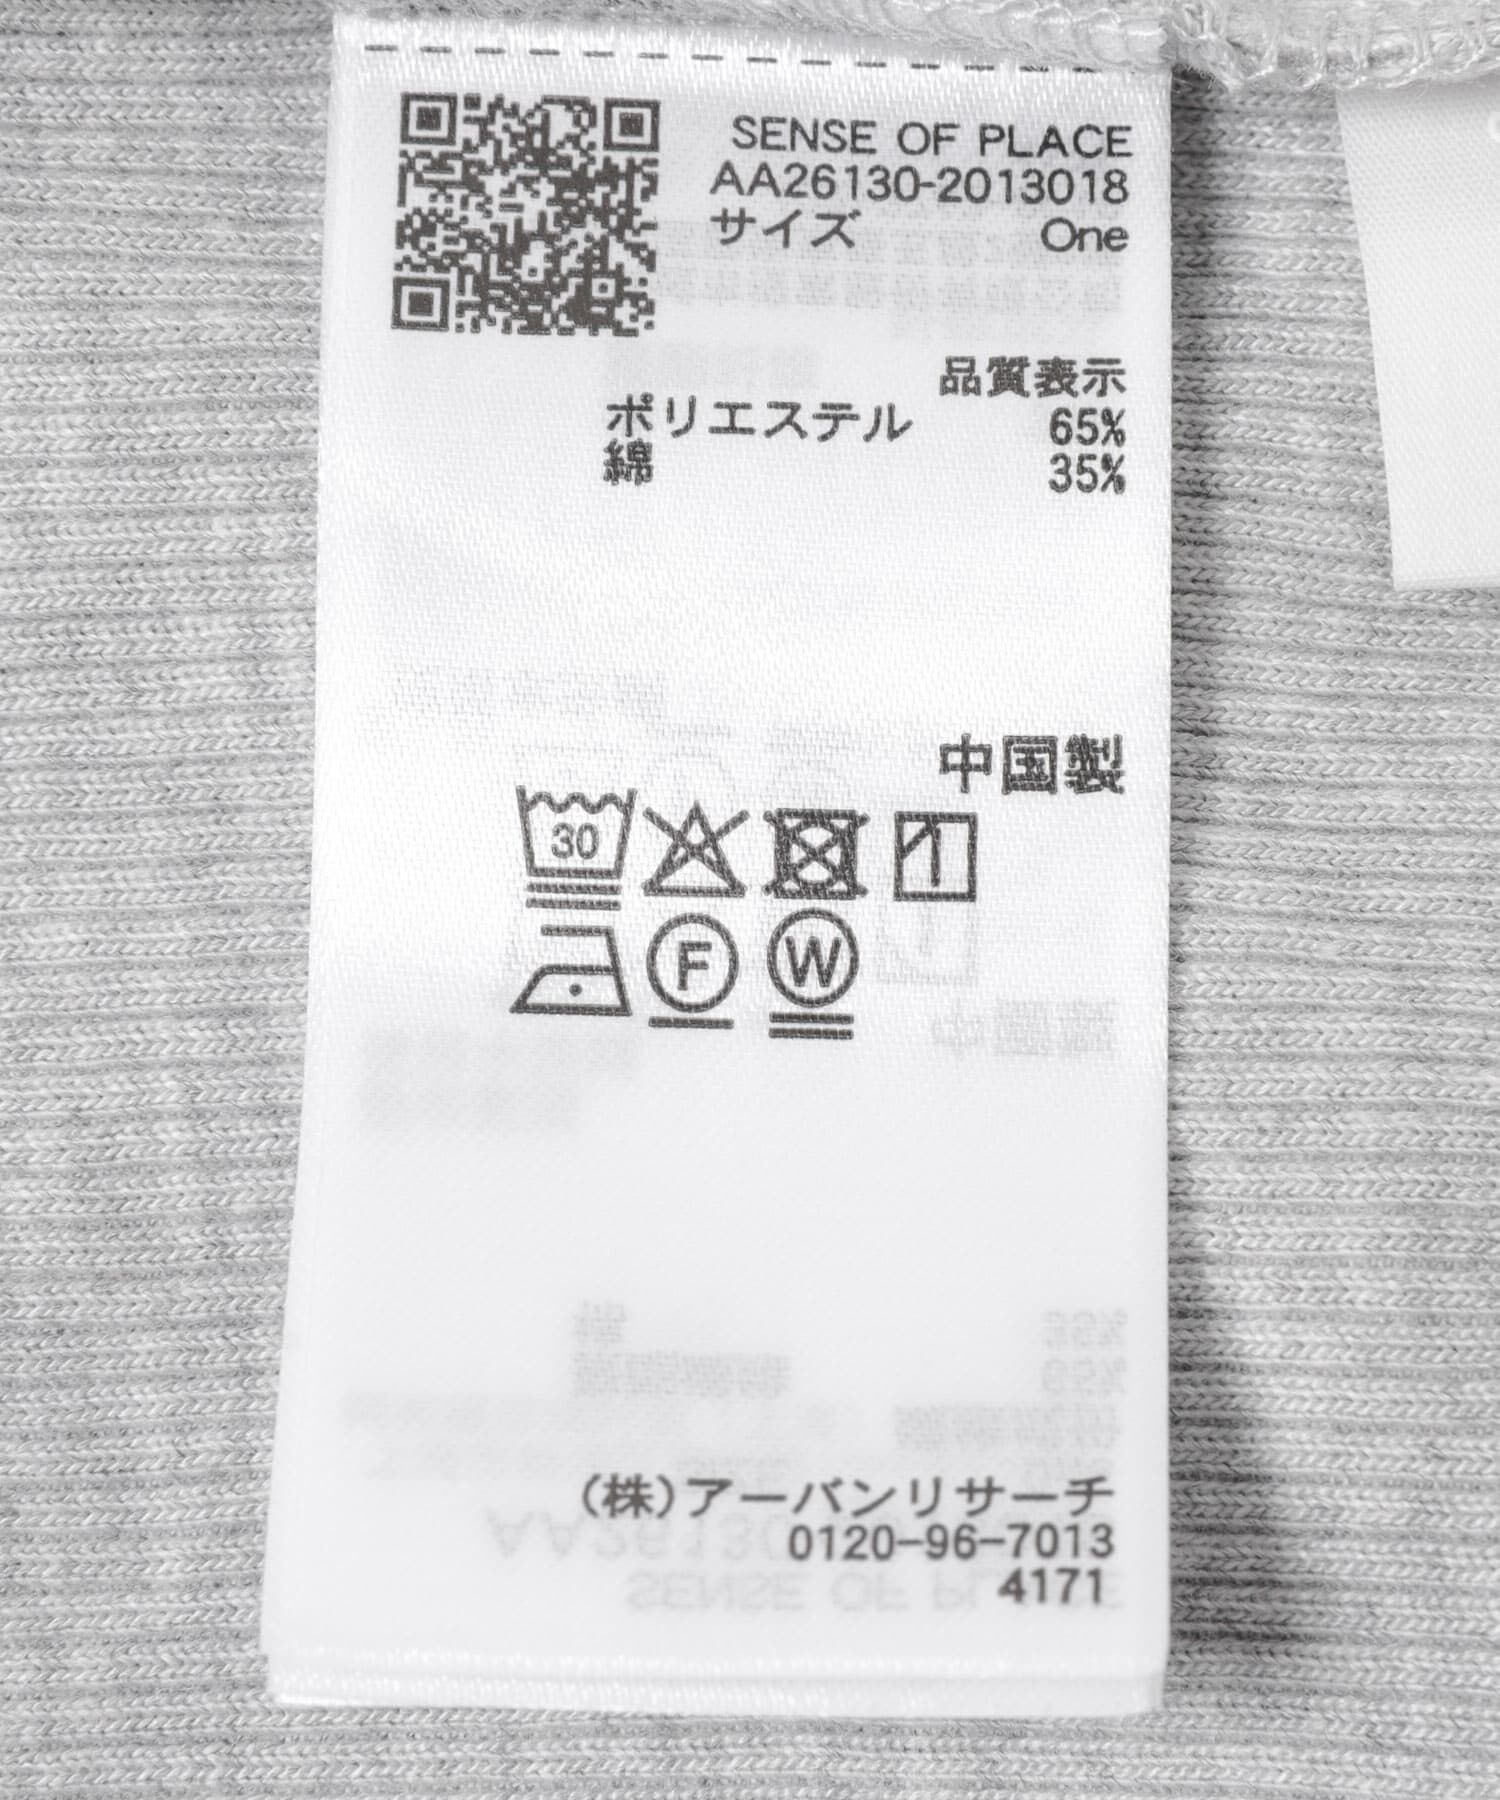 SENSE OF PLACE
AA26130-2013018
サイズ One
品質表示
ポリエステル 65%
綿 35%
中国製
30
F W
(株)アーバンリサーチ
0120-96-7013
4171